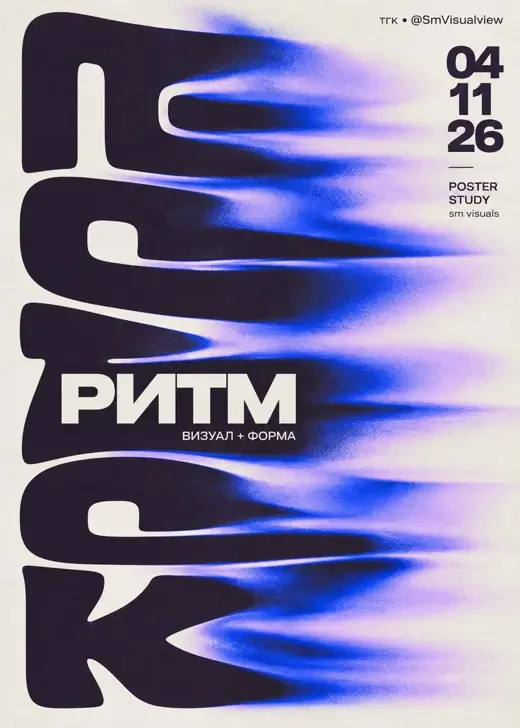 ТГК • @SmVisualview
04
11
26
POSTER
STUDY
sm visuals
РИТМ
ВИЗУАЛ + ФОРМА